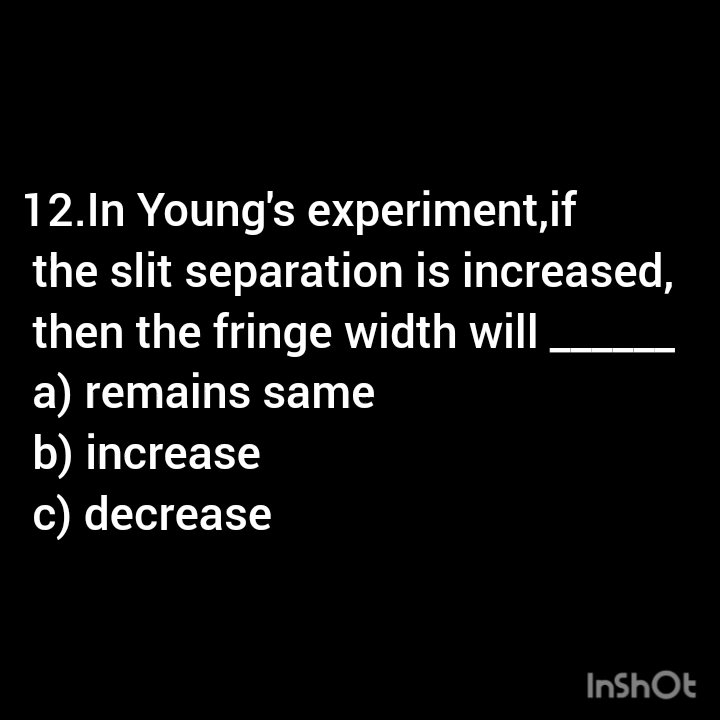 12.In Young's experiment,if
the slit separation is increased,
then the fringe width will ______
a) remains same
b) increase
c) decrease
InShOt